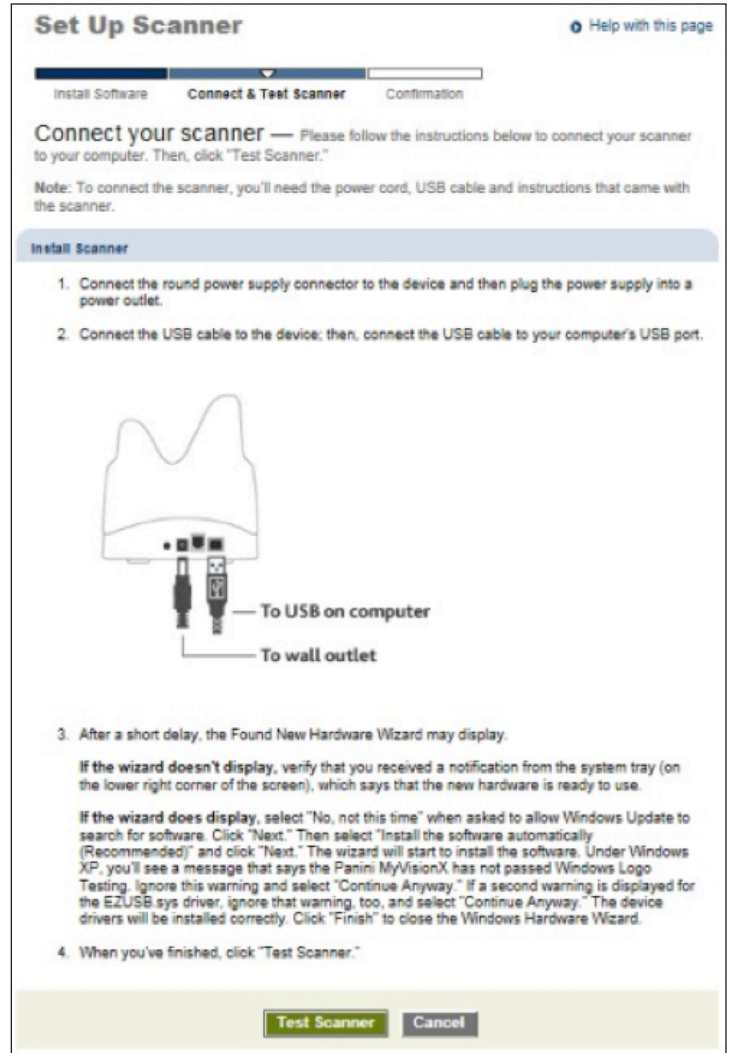 Set Up Scanner
Help with this page
Install Software
Connect & Test Scanner
Confirmation
Connect your scanner — Please follow the instructions below to connect your scanner
to your computer. Then, click "Test Scanner."
Note: To connect the scanner, you'll need the power cord, USB cable and instructions that came with
the scanner.
Install Scanner
1. Connect the round power supply connector to the device and then plug the power supply into a
power outlet.
2. Connect the USB cable to the device; then, connect the USB cable to your computer's USB port.
To USB on computer
To wall outlet
3. After a short delay, the Found New Hardware Wizard may display.
If the wizard doesn't display, verify that you received a notification from the system tray (on
the lower right corner of the screen), which says that the new hardware is ready to use.
If the wizard does display, select "No, not this time" when asked to allow Windows Update to
search for software. Click "Next." Then select "Install the software automatically
(Recommended)" and click "Next." The wizard will start to install the software. Under Windows
XP, you'll see a message that says the Panini MyVisionX has not passed Windows Logo
Testing. Ignore this warning and select "Continue Anyway." If a second warning is displayed for
the EZUSB.sys driver, ignore that warning, too, and select "Continue Anyway." The device
drivers will be installed correctly. Click "Finish" to close the Windows Hardware Wizard.
4. When you've finished, click "Test Scanner."
Test Scanner
Cancel